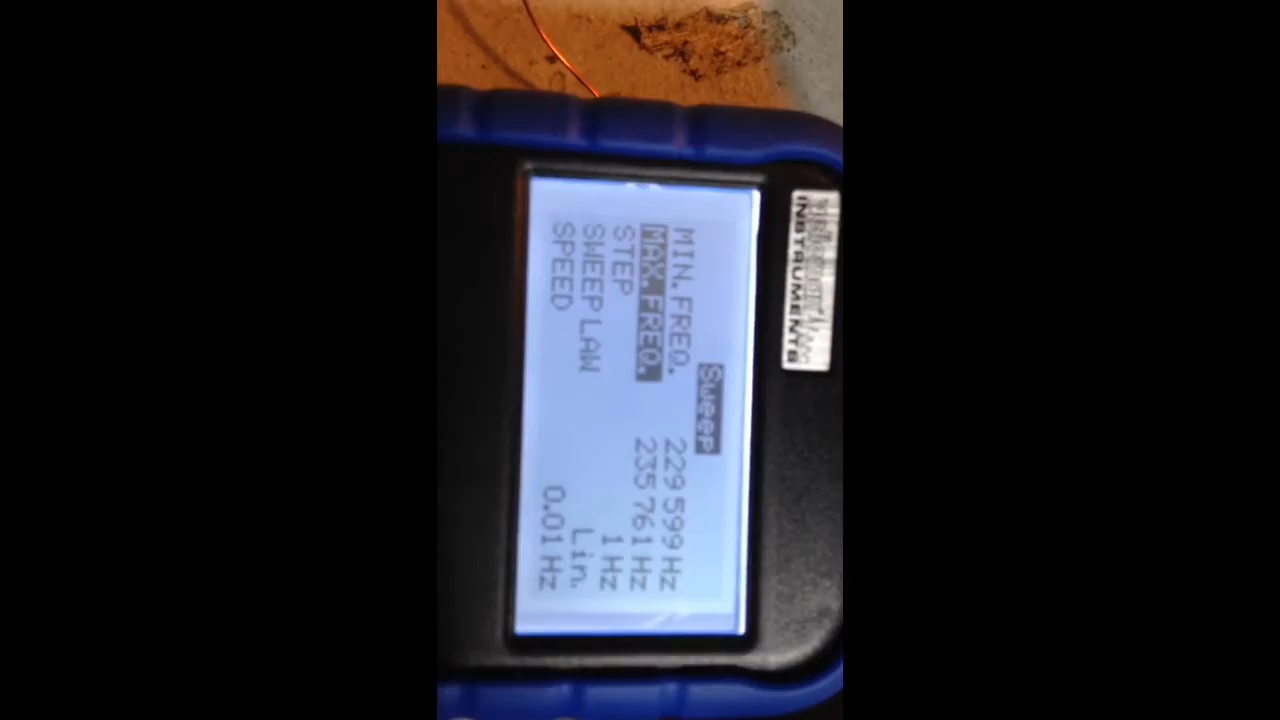 INSTRUMENTS
Sweep
MIN.FREQ. 229 599 Hz
MAX.FREQ. 235 761 Hz
STEP 1 Hz
SWEEP LAW Lin.
SPEED 0.01 Hz